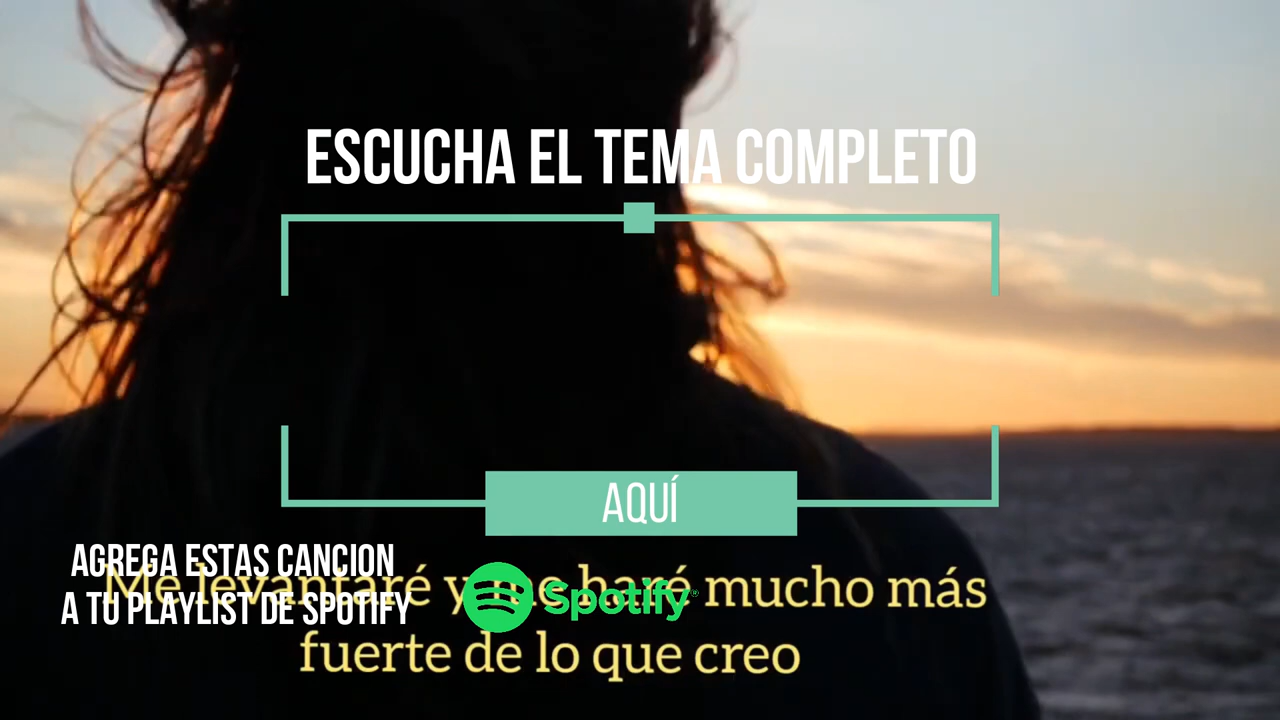 ESCUCHA EL TEMA COMPLETO
AQUÍ
AGREGA ESTAS CANCION
A TU PLAYLIST DE SPOTIFY
Spotify®
Me levantaré y me haré mucho más
fuerte de lo que creo